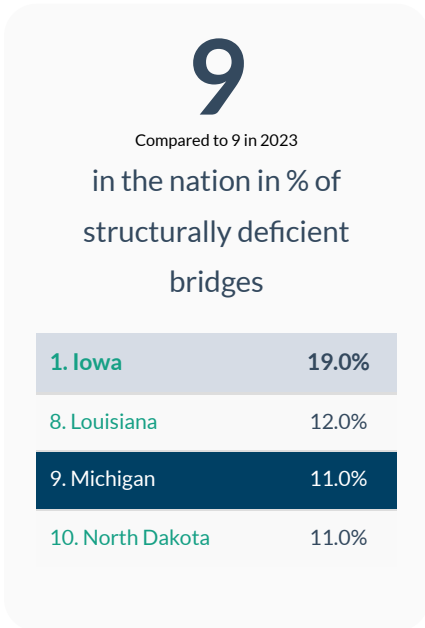 9
Compared to 9 in 2023
in the nation in % of
structurally deficient
bridges
1. Iowa 19.0%
8. Louisiana 12.0%
9. Michigan 11.0%
10. North Dakota 11.0%